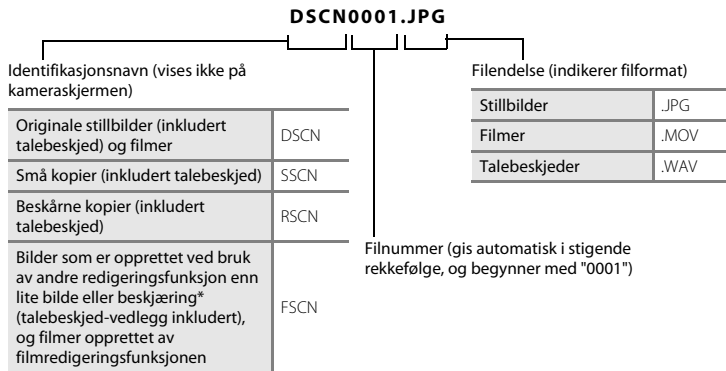 DSCN0001.JPG
Identifikasjonsnavn (vises ikke på
kameraskjermen)
Originale stillbilder (inkludert
talebeskjed) og filmer
DSCN
Små kopier (inkludert talebeskjed)
SSCN
Beskårne kopier (inkludert
talebeskjed)
RSCN
Bilder som er opprettet ved bruk
av andre redigeringsfunksjon enn
lite bilde eller beskjæring*
(talebeskjed-vedlegg inkludert),
og filmer opprettet av
filmredigeringsfunksjonen
FSCN
Filendelse (indikerer filformat)
Stillbilder
.JPG
Filmer
.MOV
Talebeskjeder
.WAV
Filnummer (gis automatisk i stigende
rekkefølge, og begynner med "0001")